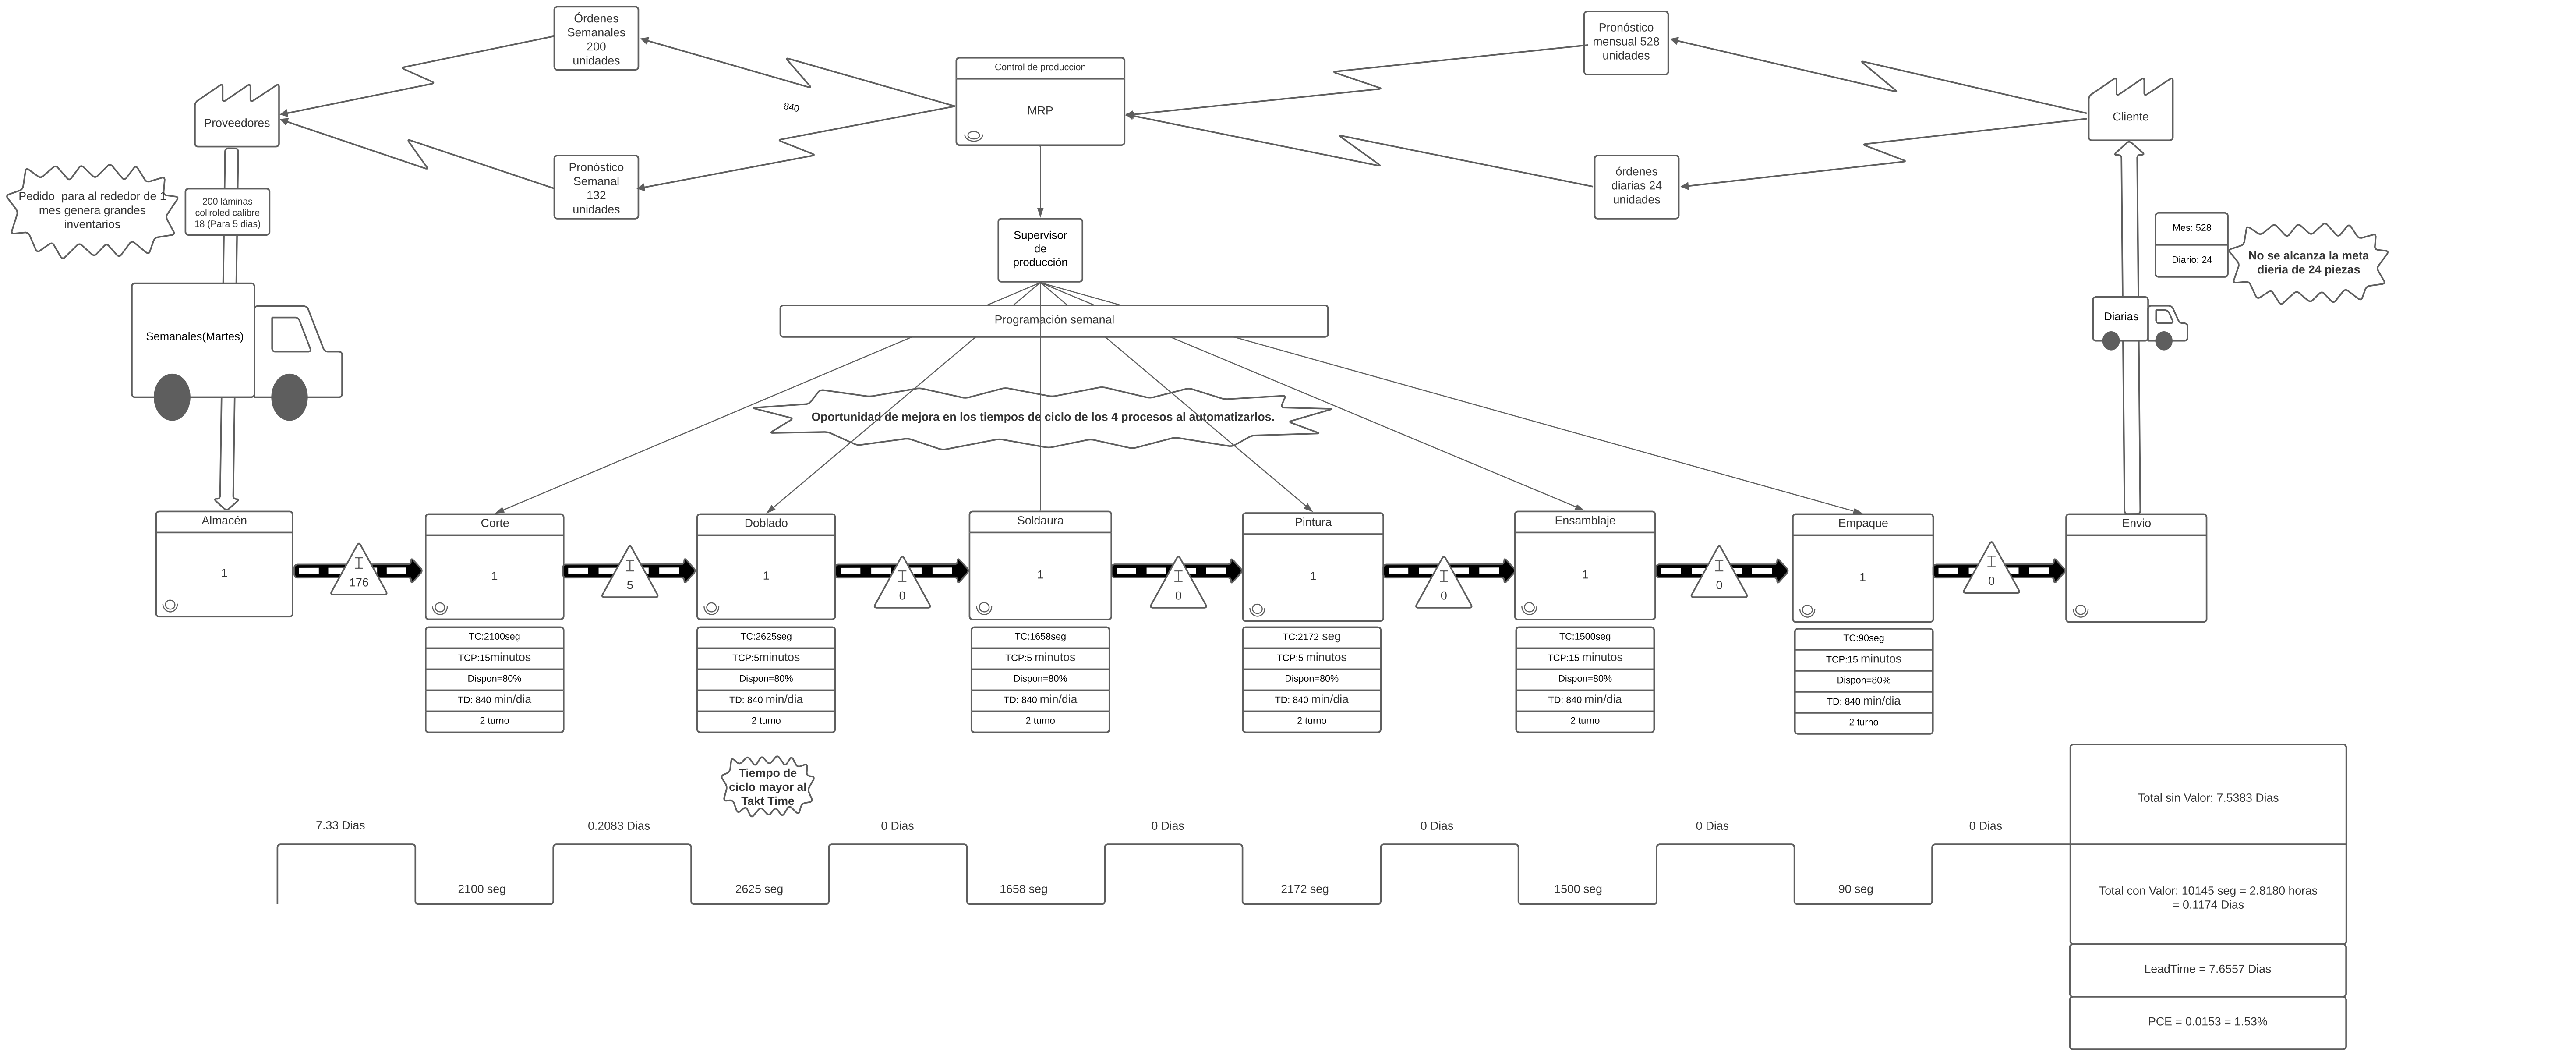 Órdenes
Semanales
200
unidades
Pronóstico
mensual 528
unidades
Control de produccion
MRP
840
Proveedores
Cliente
Pronóstico
Semanal
132
unidades
órdenes
diarias 24
unidades
Pedido para al rededor de 1
mes genera grandes
inventarios
200 láminas
collroled calibre
18 (Para 5 dias)
Supervisor
de
producción
Mes: 528
Diario: 24
No se alcanza la meta
dieria de 24 piezas
Semanales(Martes)
Programación semanal
Diarias
Oportunidad de mejora en los tiempos de ciclo de los 4 procesos al automatizarlos.
Almacén
1
176
Corte
1
5
Doblado
1
0
Soldaura
1
0
Pintura
1
0
Ensamblaje
1
0
Empaque
1
0
Envio
TC:2100seg
TCP:15minutos
Dispon=80%
TD: 840 min/dia
2 turno
TC:2625seg
TCP:5minutos
Dispon=80%
TD: 840 min/dia
2 turno
TC:1658seg
TCP:5 minutos
Dispon=80%
TD: 840 min/dia
2 turno
TC:2172 seg
TCP:5 minutos
Dispon=80%
TD: 840 min/dia
2 turno
TC:1500seg
TCP:15 minutos
Dispon=80%
TD: 840 min/dia
2 turno
TC:90seg
TCP:15 minutos
Dispon=80%
TD: 840 min/dia
2 turno
Tiempo de
ciclo mayor al
Takt Time
7.33 Dias
0.2083 Dias
0 Dias
0 Dias
0 Dias
0 Dias
0 Dias
2100 seg
2625 seg
1658 seg
2172 seg
1500 seg
90 seg
Total sin Valor: 7.5383 Dias
Total con Valor: 10145 seg = 2.8180 horas
= 0.1174 Dias
LeadTime = 7.6557 Dias
PCE = 0.0153 = 1.53%